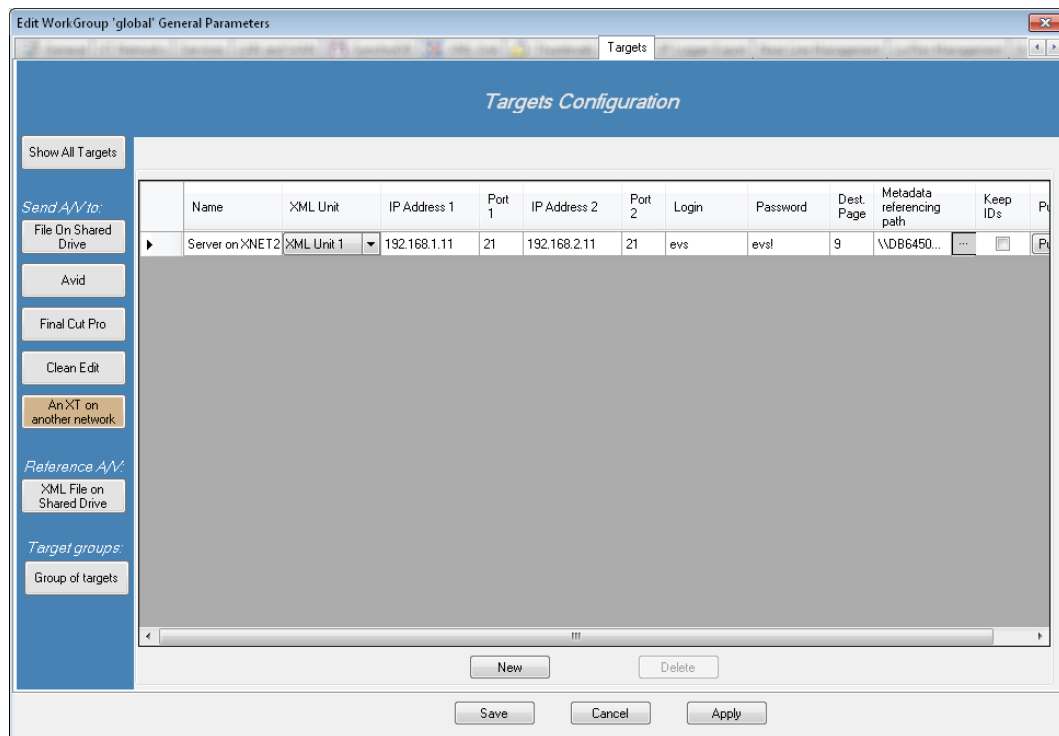 Edit WorkGroup 'global' General Parameters
Targets
Targets Configuration
Show All Targets
Send A/V to:
File On Shared
Drive
Avid
Final Cut Pro
Clean Edit
An XT on
another network
Reference A/V:
XML File on
Shared Drive
Target groups:
Group of targets
Name XML Unit IP Address 1 Port 1 IP Address 2 Port 2 Login Password Dest. Page Metadata referencing path Keep IDs Pu
Server on XNET2 XML Unit 1 192.168.1.11 21 192.168.2.11 21 evs evs! 9 \\DB6450... ... Pu
New Delete
Save Cancel Apply